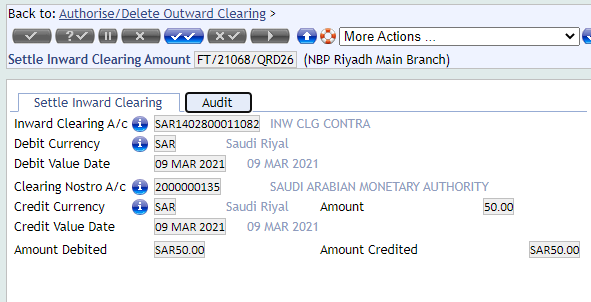 Back to: Authorise/Delete Outward Clearing >
More Actions ...
Settle Inward Clearing Amount FT/21068/QRD26 (NBP Riyadh Main Branch)
Settle Inward Clearing Audit
Inward Clearing A/c SAR1402800011082 INW CLG CONTRA
Debit Currency SAR Saudi Riyal
Debit Value Date 09 MAR 2021 09 MAR 2021
Clearing Nostro A/c 2000000135 SAUDI ARABIAN MONETARY AUTHORITY
Credit Currency SAR Saudi Riyal Amount 50.00
Credit Value Date 09 MAR 2021 09 MAR 2021
Amount Debited SAR50.00 Amount Credited SAR50.00